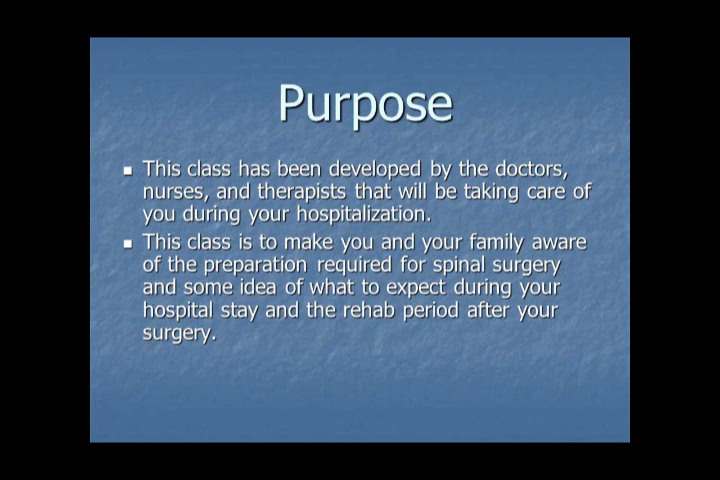 Purpose
This class has been developed by the doctors,
nurses, and therapists that will be taking care of
you during your hospitalization.
This class is to make you and your family aware
of the preparation required for spinal surgery
and some idea of what to expect during your
hospital stay and the rehab period after your
surgery.